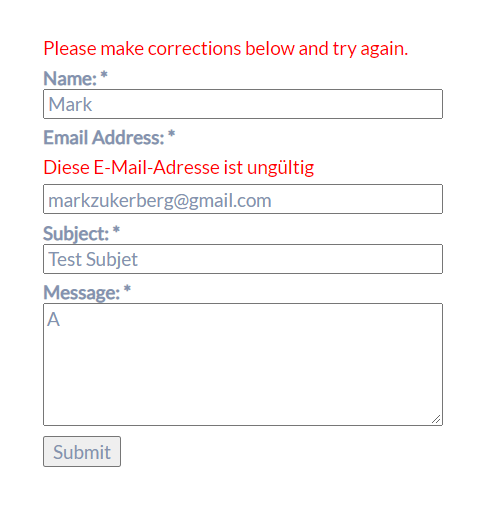 Please make corrections below and try again.
Name: *
Mark
Email Address: *
Diese E-Mail-Adresse ist ungültig
markzukerberg@gmail.com
Subject: *
Test Subjet
Message: *
A
Submit